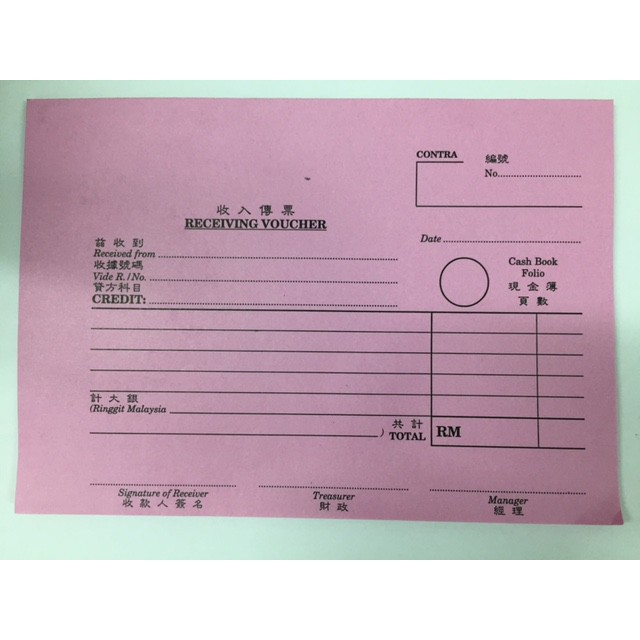 CONTRA
編號
No.
收入傳票
RECEIVING VOUCHER
茲收到
Received from
Date
收據號碼
Vide R. / No.
貸方科目
CREDIT:
Cash Book
Folio
現金薄
頁數
計大銀
(Ringgit Malaysia
共計
) TOTAL RM
Signature of Receiver
收款人簽名
Treasurer
財政
Manager
經理